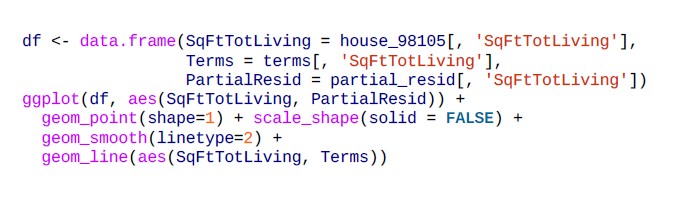 df <- data.frame(SqFtTotLiving = house_98105[, 'SqFtTotLiving'],
                 Terms = terms[, 'SqFtTotLiving'],
                 PartialResid = partial_resid[, 'SqFtTotLiving'])
ggplot(df, aes(SqFtTotLiving, PartialResid)) +
  geom_point(shape=1) + scale_shape(solid = FALSE) +
  geom_smooth(linetype=2) +
  geom_line(aes(SqFtTotLiving, Terms))